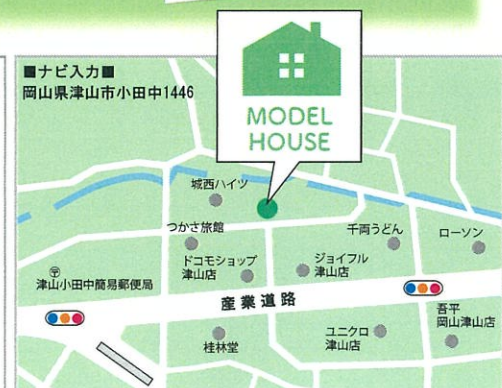 ■ナビ入力■
岡山県津山市小田中1446
MODEL
HOUSE
城西ハイツ
つかさ旅館
千両うどん
ローソン
ドコモショップ
津山店
ジョイフル
津山店
〒
津山小田中簡易郵便局
産業道路
吾平
岡山津山店
ユニクロ
津山店
桂林堂